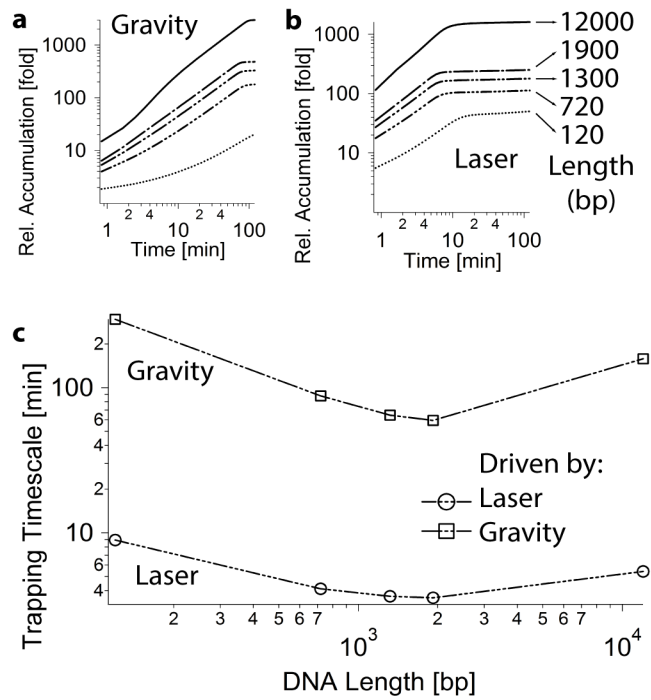 a
Gravity
Rel. Accumulation [fold]
1000
100
10
1 2 4 10 2 4 100
Time [min]
b
Laser
Rel. Accumulation [fold]
1000
100
10
1 2 4 10 2 4 100
Time [min]
12000
1900
1300
720
120
Length
(bp)
c
Gravity
Laser
Driven by:
Laser
Gravity
Trapping Timescale [min]
2
100
6
4
2
10
6
4
2 3 4 5 6 7 10³ 2 3 4 5 6 7 10⁴
DNA Length [bp]